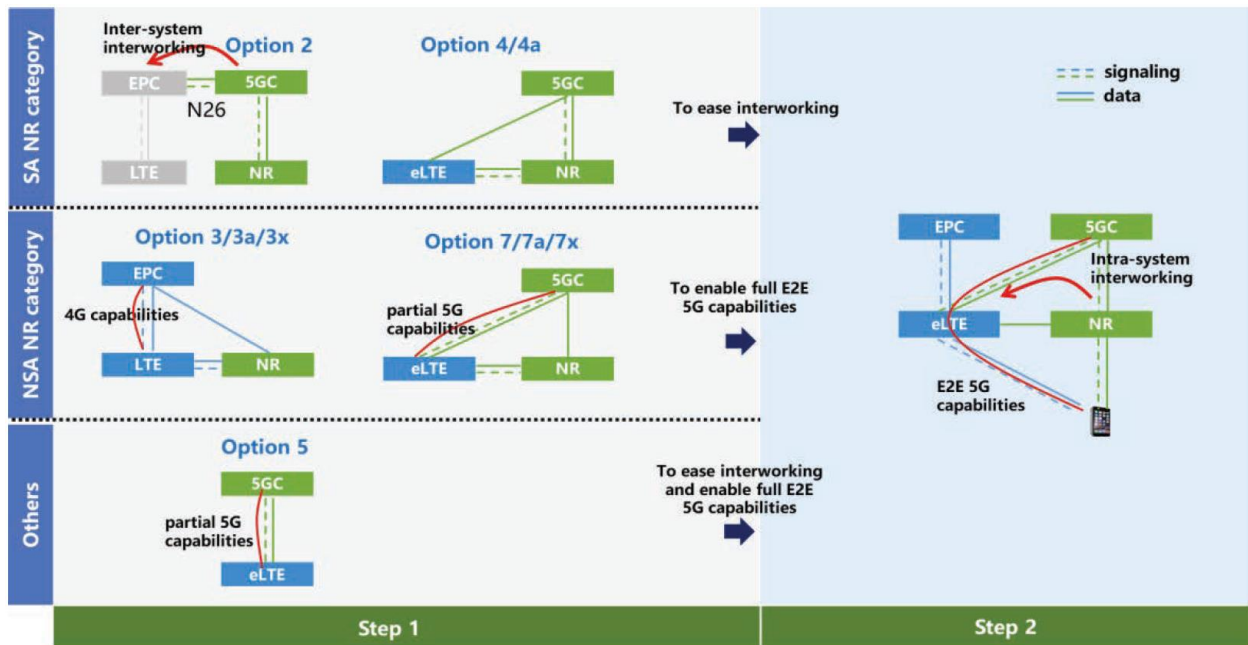 SA NR category
Inter-system
interworking
Option 2
EPC
5GC
N26
LTE
NR
Option 4/4a
5GC
eLTE
NR
To ease interworking
signaling
data
NSA NR category
Option 3/3a/3x
EPC
4G capabilities
LTE
NR
Option 7/7a/7x
5GC
partial 5G
capabilities
eLTE
NR
To enable full E2E
5G capabilities
EPC
5GC
Intra-system
interworking
eLTE
NR
E2E 5G
capabilities
Others
Option 5
5GC
partial 5G
capabilities
eLTE
To ease interworking
and enable full E2E
5G capabilities
Step 1
Step 2